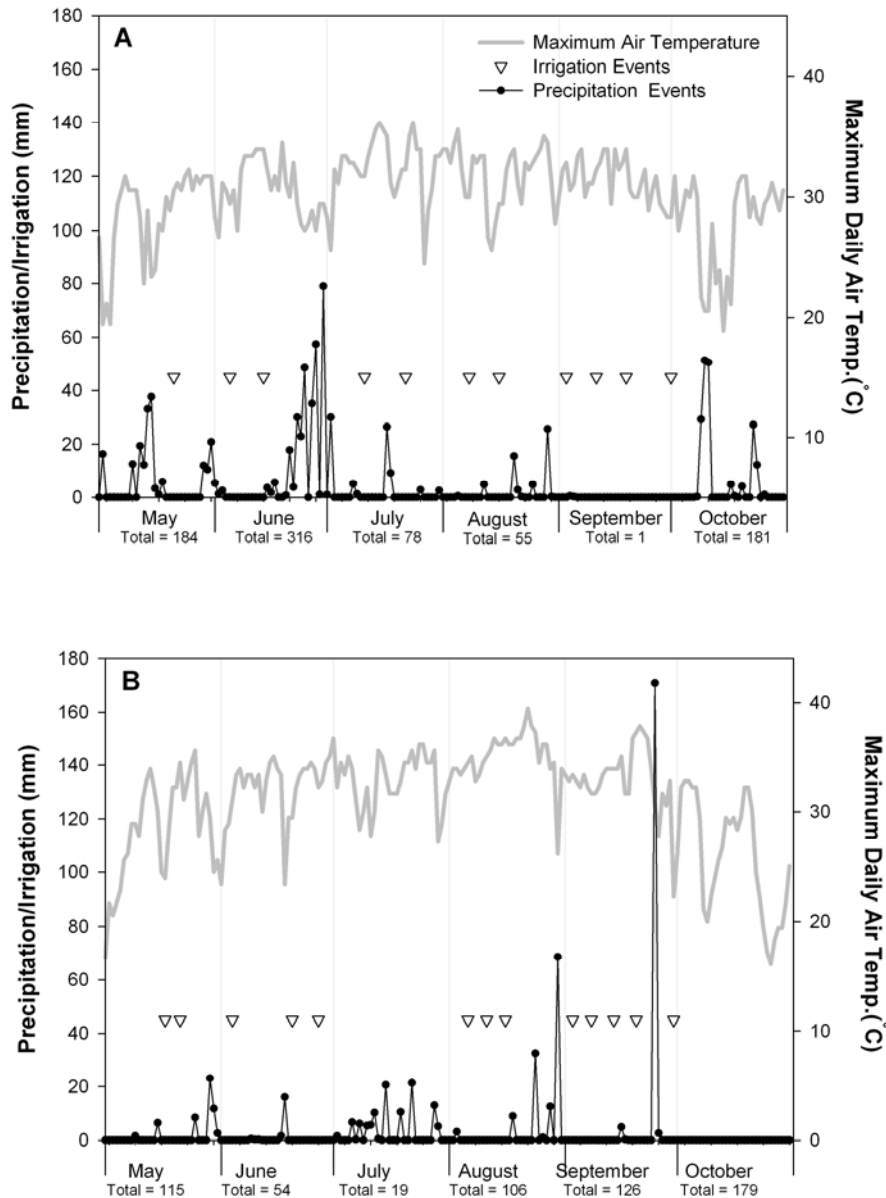 A
Maximum Air Temperature
Irrigation Events
Precipitation Events
Precipitation/Irrigation (mm)
180
160
140
120
100
80
60
40
20
0
Maximum Daily Air Temp.(°C)
40
30
20
10
May June July August September October
Total = 184 Total = 316 Total = 78 Total = 55 Total = 1 Total = 181
B
Precipitation/Irrigation (mm)
180
160
140
120
100
80
60
40
20
0
Maximum Daily Air Temp.(°C)
40
30
20
10
0
May June July August September October
Total = 115 Total = 54 Total = 19 Total = 106 Total = 126 Total = 179